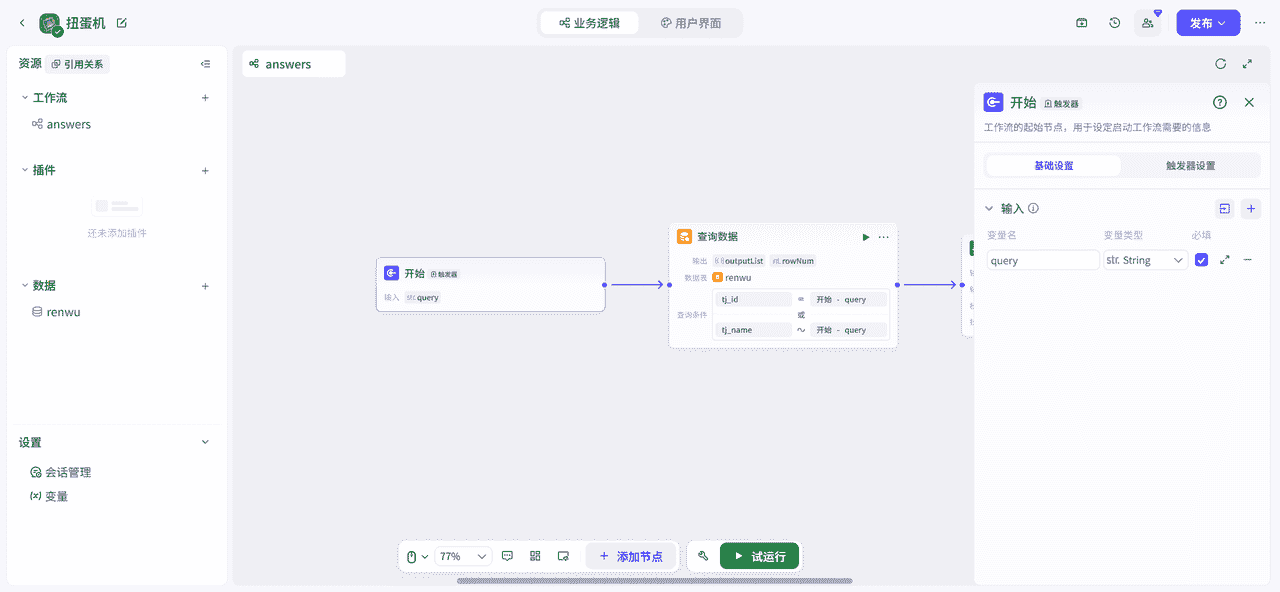 扭蛋机
业务逻辑
用户界面
发布
资源
引用关系
工作流
answers
插件
还未添加插件
数据
renwu
设置
会话管理
变量
answers
开始
触发器
输入
str. query
查询数据
输出
outputList
rowNum
数据表
renwu
查询条件
tj_id
=
开始 - query
或
tj_name
~
开始 - query
77%
添加节点
试运行
开始
触发器
工作流的起始节点，用于设定启动工作流需要的信息
基础设置
触发器设置
输入
变量名
变量类型
必填
query
str. String